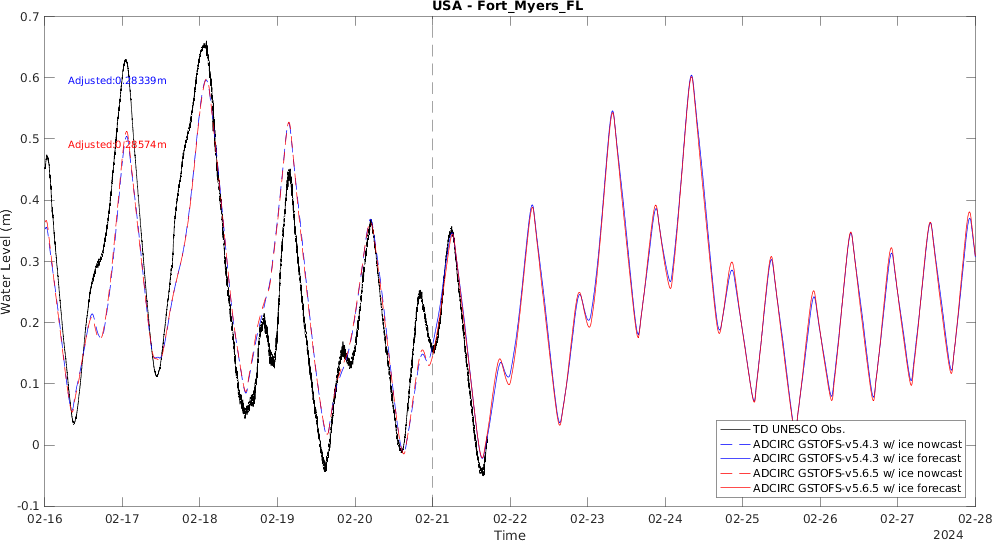 USA - Fort_Myers_FL
0.7
0.6
0.5
0.4
0.3
0.2
0.1
0
-0.1
Water Level (m)
Adjusted:0.28339m
Adjusted:0.28574m
TD UNESCO Obs.
ADCIRC GSTOFS-v5.4.3 w/ ice nowcast
ADCIRC GSTOFS-v5.4.3 w/ ice forecast
ADCIRC GSTOFS-v5.6.5 w/ ice nowcast
ADCIRC GSTOFS-v5.6.5 w/ ice forecast
02-16 02-17 02-18 02-19 02-20 02-21 02-22 02-23 02-24 02-25 02-26 02-27 02-28
Time
2024